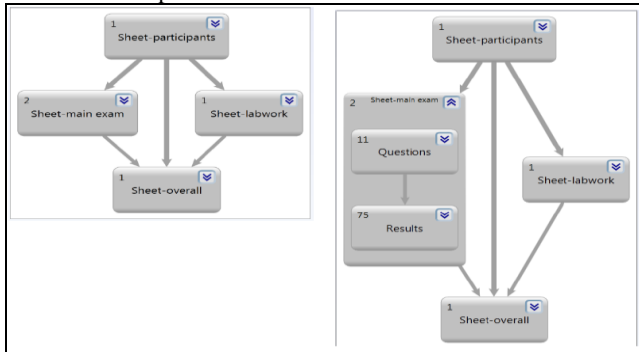 1
Sheet-participants
2
Sheet-main exam
1
Sheet-labwork
1
Sheet-overall
1
Sheet-participants
2 Sheet-main exam
11
Questions
75
Results
1
Sheet-labwork
1
Sheet-overall